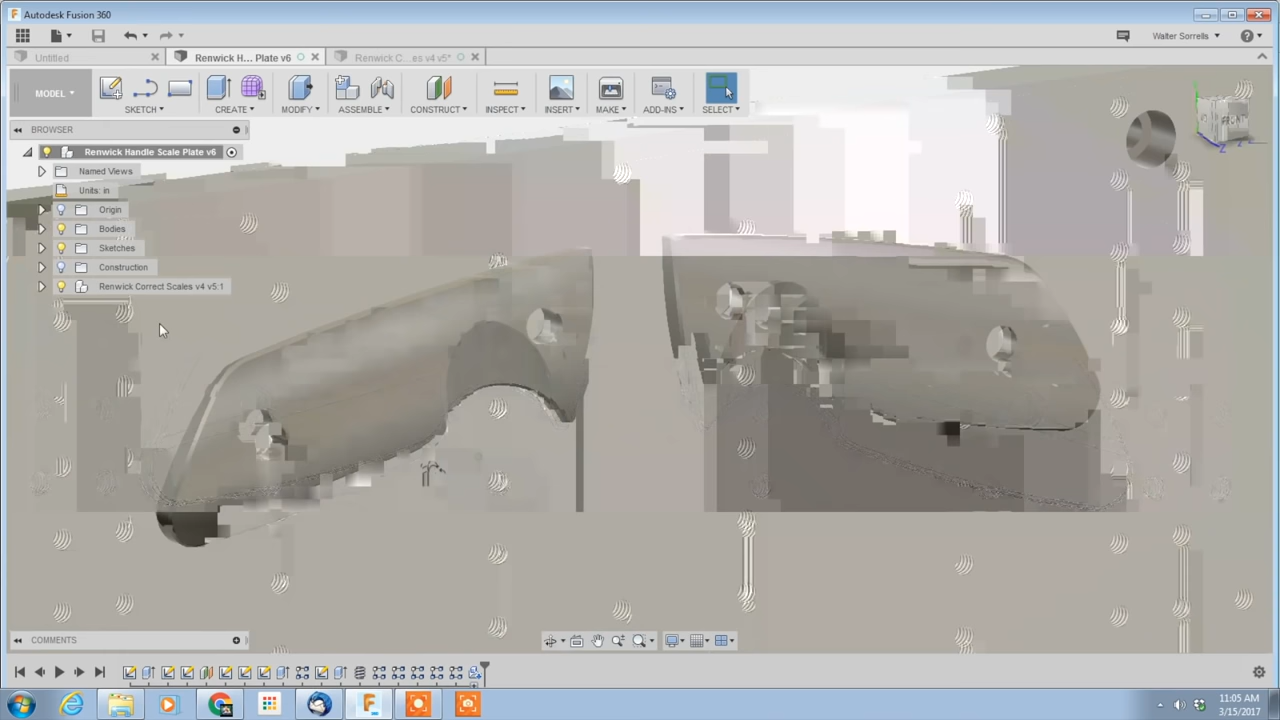 Autodesk Fusion 360
Walter Sorrells
Untitled
Renwick H... Plate v6
Renwick C...es v4 v5*
MODEL
SKETCH
CREATE
MODIFY
ASSEMBLE
CONSTRUCT
INSPECT
INSERT
MAKE
ADD-INS
SELECT
BROWSER
Renwick Handle Scale Plate v6
Named Views
Units: in
Origin
Bodies
Sketches
Construction
Renwick Correct Scales v4 v5:1
Z
COMMENTS
11:05 AM
3/15/2017